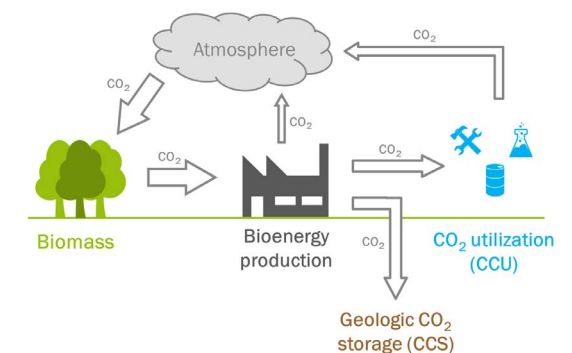 Atmosphere
CO₂
CO₂
CO₂
CO₂
CO₂
CO₂
Biomass
Bioenergy
production
CO₂ utilization
(CCU)
Geologic CO₂
storage (CCS)